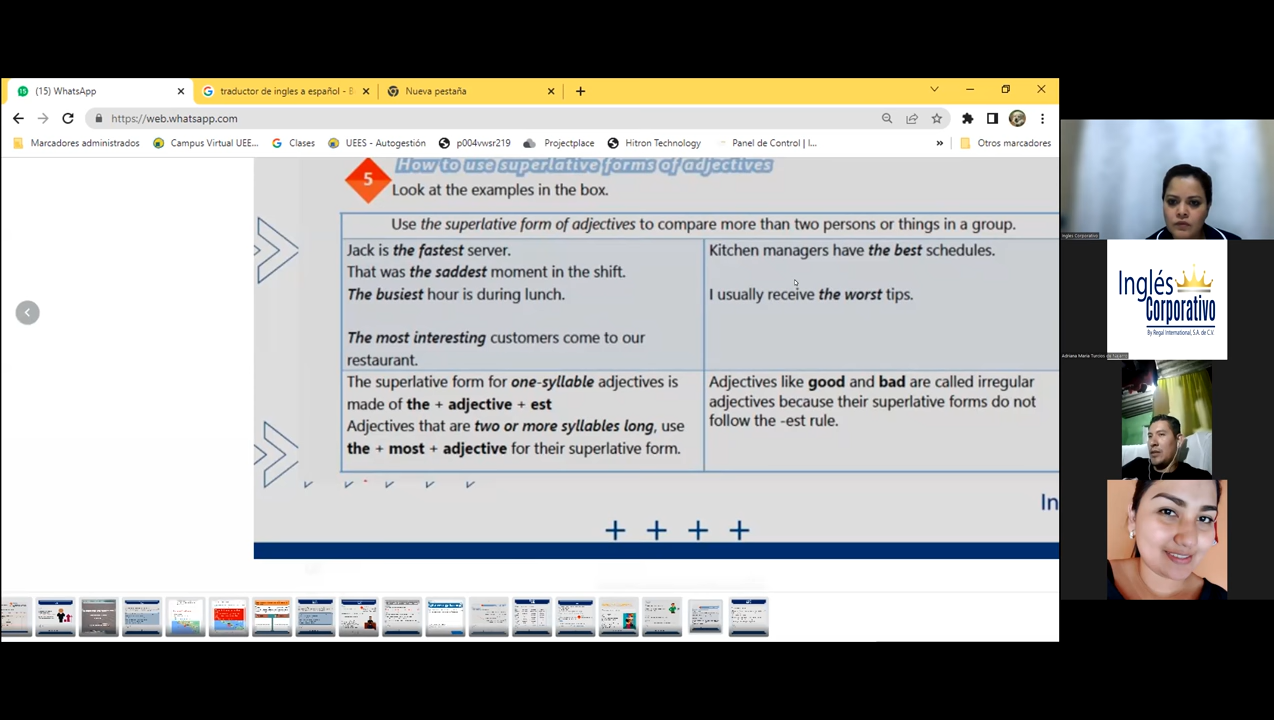 (15) WhatsApp
traductor de ingles a español - B
Nueva pestaña
https://web.whatsapp.com
Marcadores administrados
Campus Virtual UEE...
Clases
UEES - Autogestión
p004vwsr219
Projectplace
Hitron Technology
Panel de Control | I...
»
Otros marcadores
5
How to use superlative forms of adjectives
Look at the examples in the box.
Use the superlative form of adjectives to compare more than two persons or things in a group.
Jack is the fastest server.
That was the saddest moment in the shift.
The busiest hour is during lunch.
The most interesting customers come to our
restaurant.
Kitchen managers have the best schedules.
I usually receive the worst tips.
The superlative form for one-syllable adjectives is
made of the + adjective + est
Adjectives that are two or more syllables long, use
the + most + adjective for their superlative form.
Adjectives like good and bad are called irregular
adjectives because their superlative forms do not
follow the -est rule.
In
+ + + +
Ingles Corporativo
Inglés
Corporativo
By Regal International, S.A. de C.V.